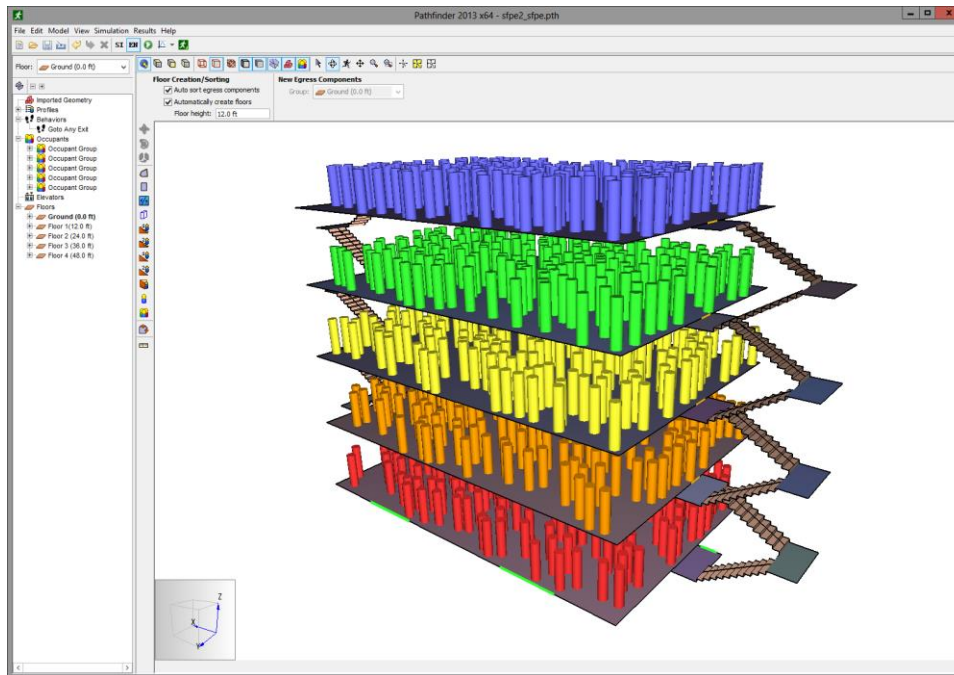 Pathfinder 2013 x64 - sfpe2_sfpe.pth
File Edit Model View Simulation Results Help
SI EN
Floor: Ground (0.0 ft)
Floor Creation/Sorting
Auto sort egress components
Automatically create floors
Floor height: 12.0 ft
New Egress Components
Group: Ground (0.0 ft)
Imported Geometry
Profiles
Behaviors
Goto Any Exit
Occupants
Occupant Group
Occupant Group
Occupant Group
Occupant Group
Occupant Group
Elevators
Floors
Ground (0.0 ft)
Floor 1(12.0 ft)
Floor 2 (24.0 ft)
Floor 3 (36.0 ft)
Floor 4 (48.0 ft)
Z
X
Y